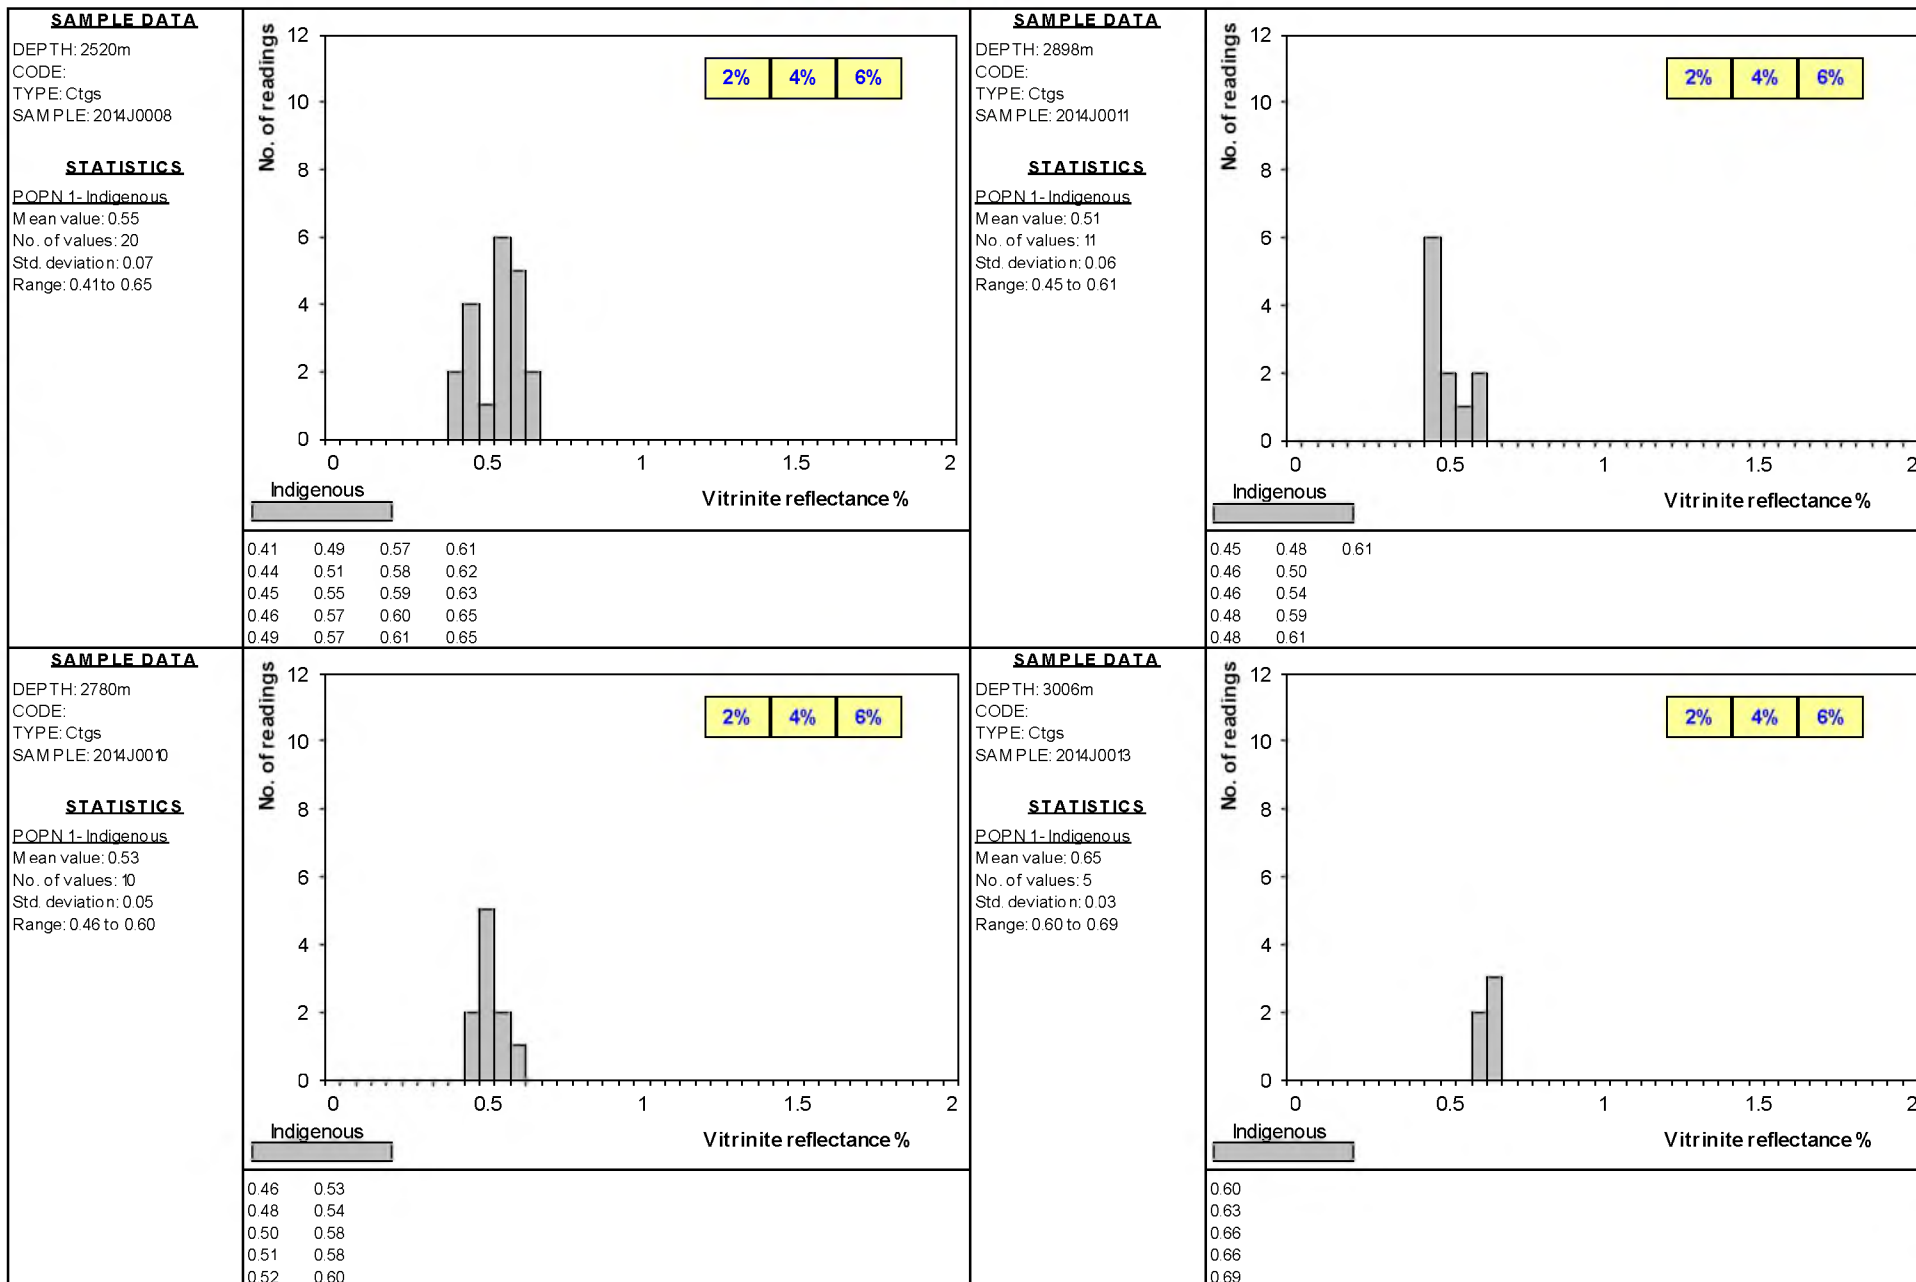 SAMPLE DATA
DEPTH: 2520m
CODE:
TYPE: Ctgs
SAMPLE: 2014J0008
STATISTICS
POPN 1- Indigenous
Mean value: 0.55
No. of values: 20
Std. deviation: 0.07
Range: 0.41 to 0.65
No. of readings
12
10
8
6
4
2
0
2% 4% 6%
0 0.5 1 1.5 2
Indigenous
Vitrinite reflectance %
0.41 0.49 0.57 0.61
0.44 0.51 0.58 0.62
0.45 0.55 0.59 0.63
0.46 0.57 0.60 0.65
0.49 0.57 0.61 0.65
SAMPLE DATA
DEPTH: 2898m
CODE:
TYPE: Ctgs
SAMPLE: 2014J0011
STATISTICS
POPN 1- Indigenous
Mean value: 0.51
No. of values: 11
Std. deviation: 0.06
Range: 0.45 to 0.61
No. of readings
12
10
8
6
4
2
0
2% 4% 6%
0 0.5 1 1.5 2
Indigenous
Vitrinite reflectance %
0.45 0.48 0.61
0.46 0.50
0.46 0.54
0.48 0.59
0.48 0.61
SAMPLE DATA
DEPTH: 2780m
CODE:
TYPE: Ctgs
SAMPLE: 2014J0010
STATISTICS
POPN 1- Indigenous
Mean value: 0.53
No. of values: 10
Std. deviation: 0.05
Range: 0.46 to 0.60
No. of readings
12
10
8
6
4
2
0
2% 4% 6%
0 0.5 1 1.5 2
Indigenous
Vitrinite reflectance %
0.46 0.53
0.48 0.54
0.50 0.58
0.51 0.58
0.52 0.60
SAMPLE DATA
DEPTH: 3006m
CODE:
TYPE: Ctgs
SAMPLE: 2014J0013
STATISTICS
POPN 1- Indigenous
Mean value: 0.65
No. of values: 5
Std. deviation: 0.03
Range: 0.60 to 0.69
No. of readings
12
10
8
6
4
2
0
2% 4% 6%
0 0.5 1 1.5 2
Indigenous
Vitrinite reflectance %
0.60
0.63
0.66
0.66
0.69